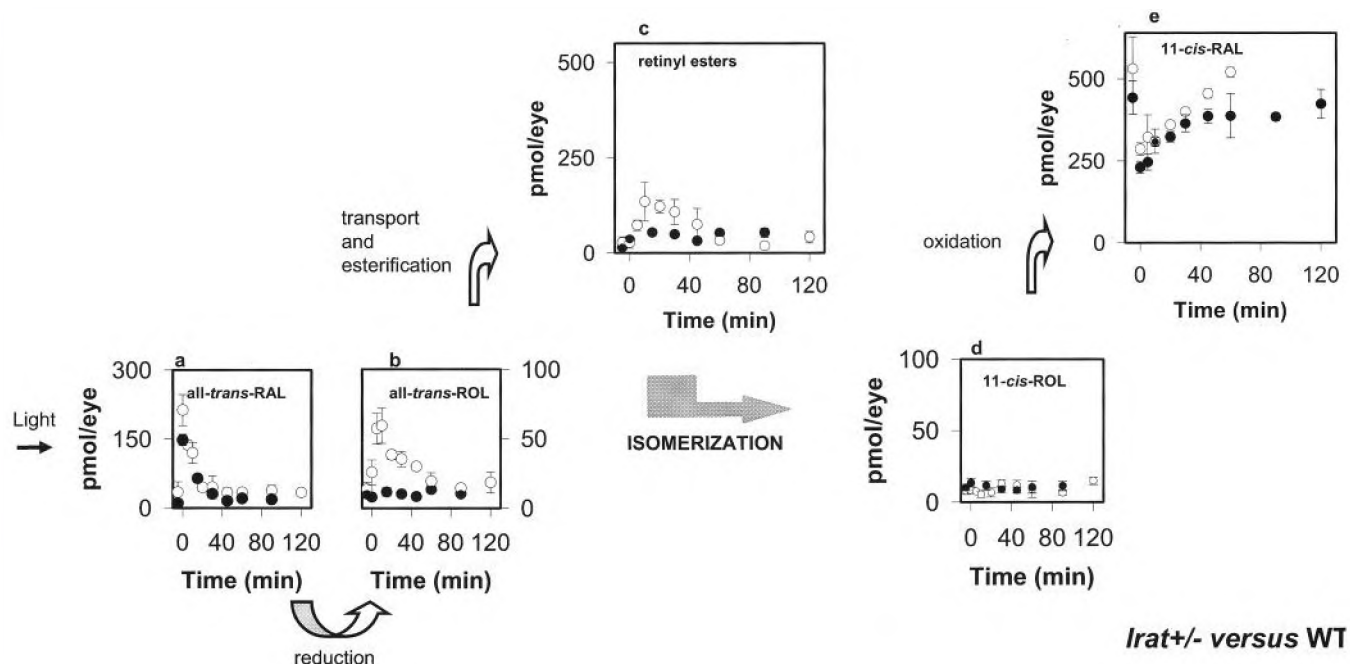 c
retinyl esters
500
250
0
pmol/eye
0 40 80 120
Time (min)
transport
and
esterification
e
11-cis-RAL
500
250
0
pmol/eye
0 40 80 120
Time (min)
oxidation
Light
a
all-trans-RAL
300
150
0
pmol/eye
0 40 80 120
Time (min)
b
all-trans-ROL
100
50
0
0 40 80 120
Time (min)
reduction
ISOMERIZATION
d
11-cis-ROL
100
50
0
pmol/eye
0 40 80 120
Time (min)
lrat+/- versus WT